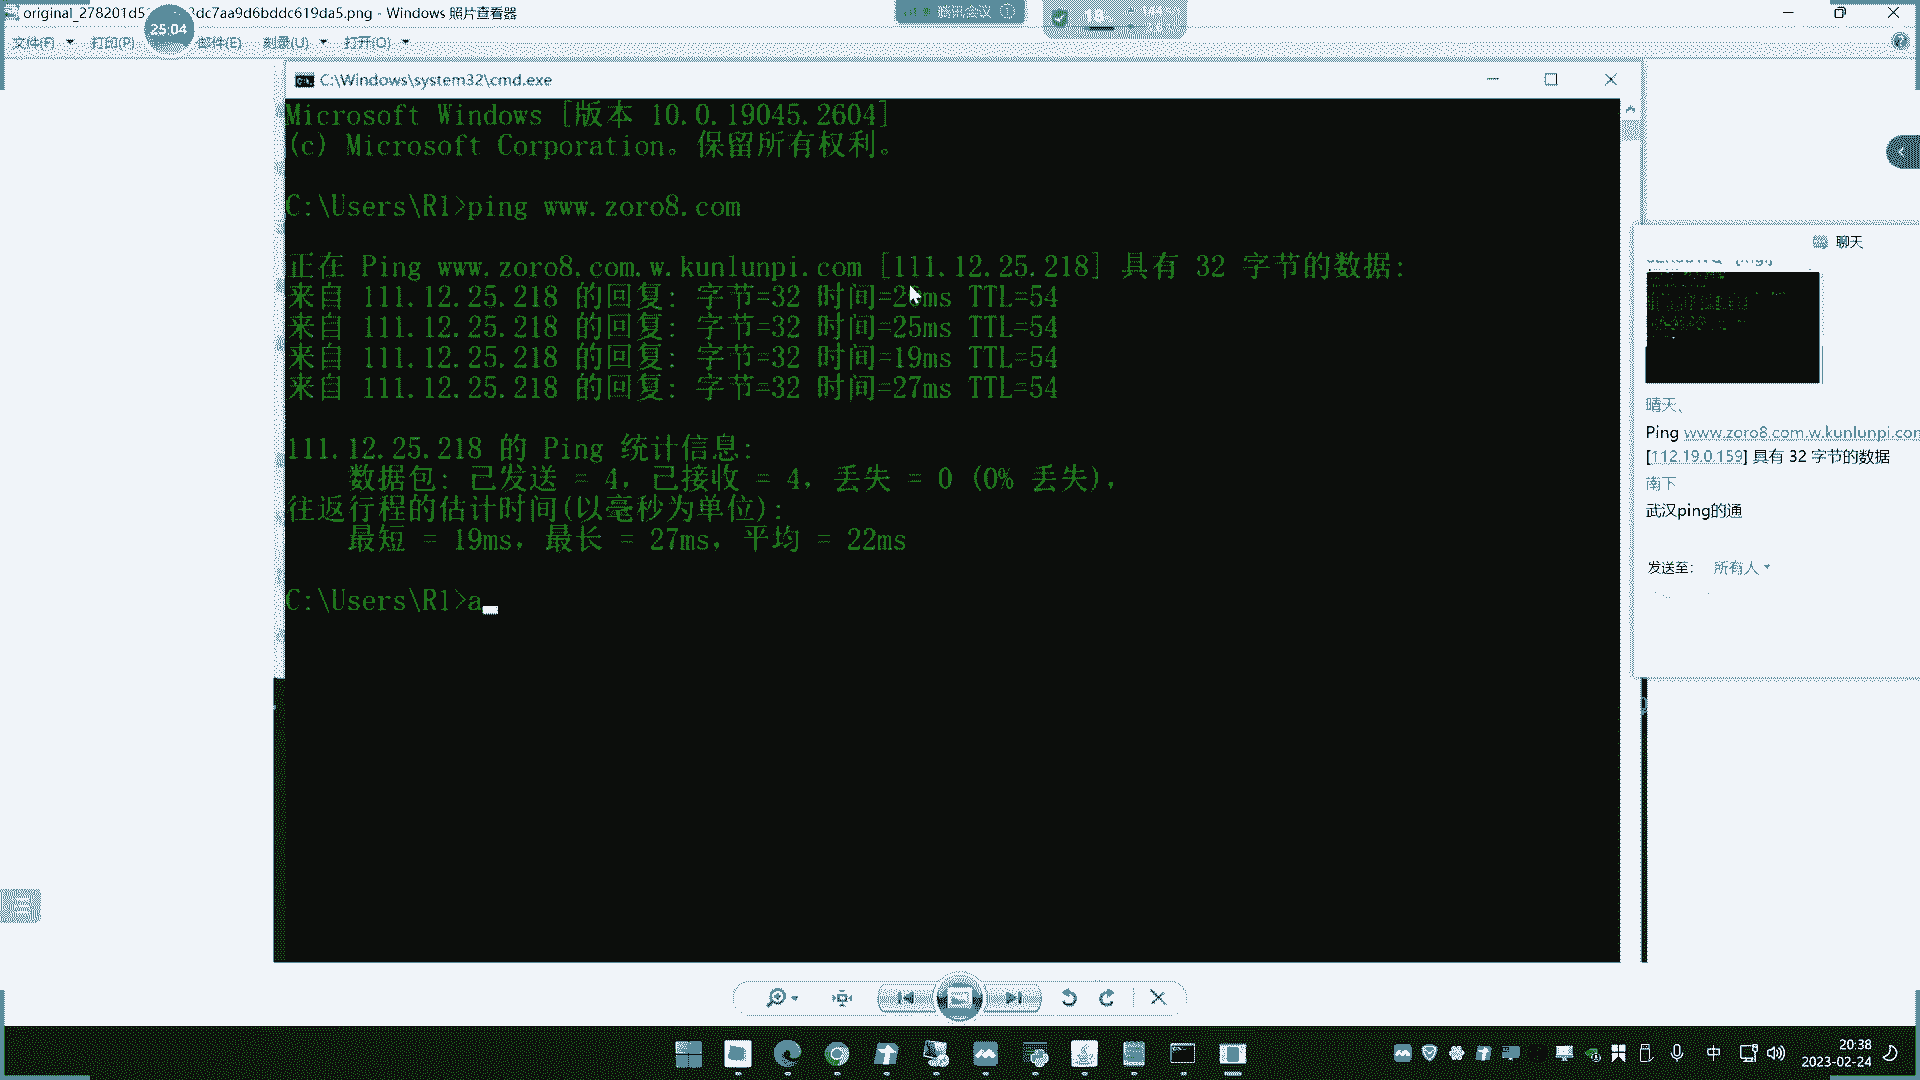 original_278201d5 dc7aa9d6bddc619da5.png - Windows 照片查看器
25:04
腾讯会议
18
文件(F) 打印(P) 邮件(E) 刻录(U) 打开(O)
C:\Windows\system32\cmd.exe
Microsoft Windows [版本 10.0.19045.2604]
(c) Microsoft Corporation。保留所有权利。
C:\Users\R1>ping www.zoro8.com
正在 Ping www.zoro8.com.w.kunlunpi.com [111.12.25.218] 具有 32 字节的数据:
来自 111.12.25.218 的回复: 字节=32 时间=2 ms TTL=54
来自 111.12.25.218 的回复: 字节=32 时间=25ms TTL=54
来自 111.12.25.218 的回复: 字节=32 时间=19ms TTL=54
来自 111.12.25.218 的回复: 字节=32 时间=27ms TTL=54
111.12.25.218 的 Ping 统计信息:
数据包: 已发送 = 4，已接收 = 4，丢失 = 0 (0% 丢失)，
往返行程的估计时间(以毫秒为单位):
最短 = 19ms，最长 = 27ms，平均 = 22ms
C:\Users\R1>a
聊天
晴天、
Ping www.zoro8.com.w.kunlunpi.com
[112.19.0.159] 具有 32 字节的数据
南下
武汉ping的通
发送至: 所有人
中
20:38
2023-02-24